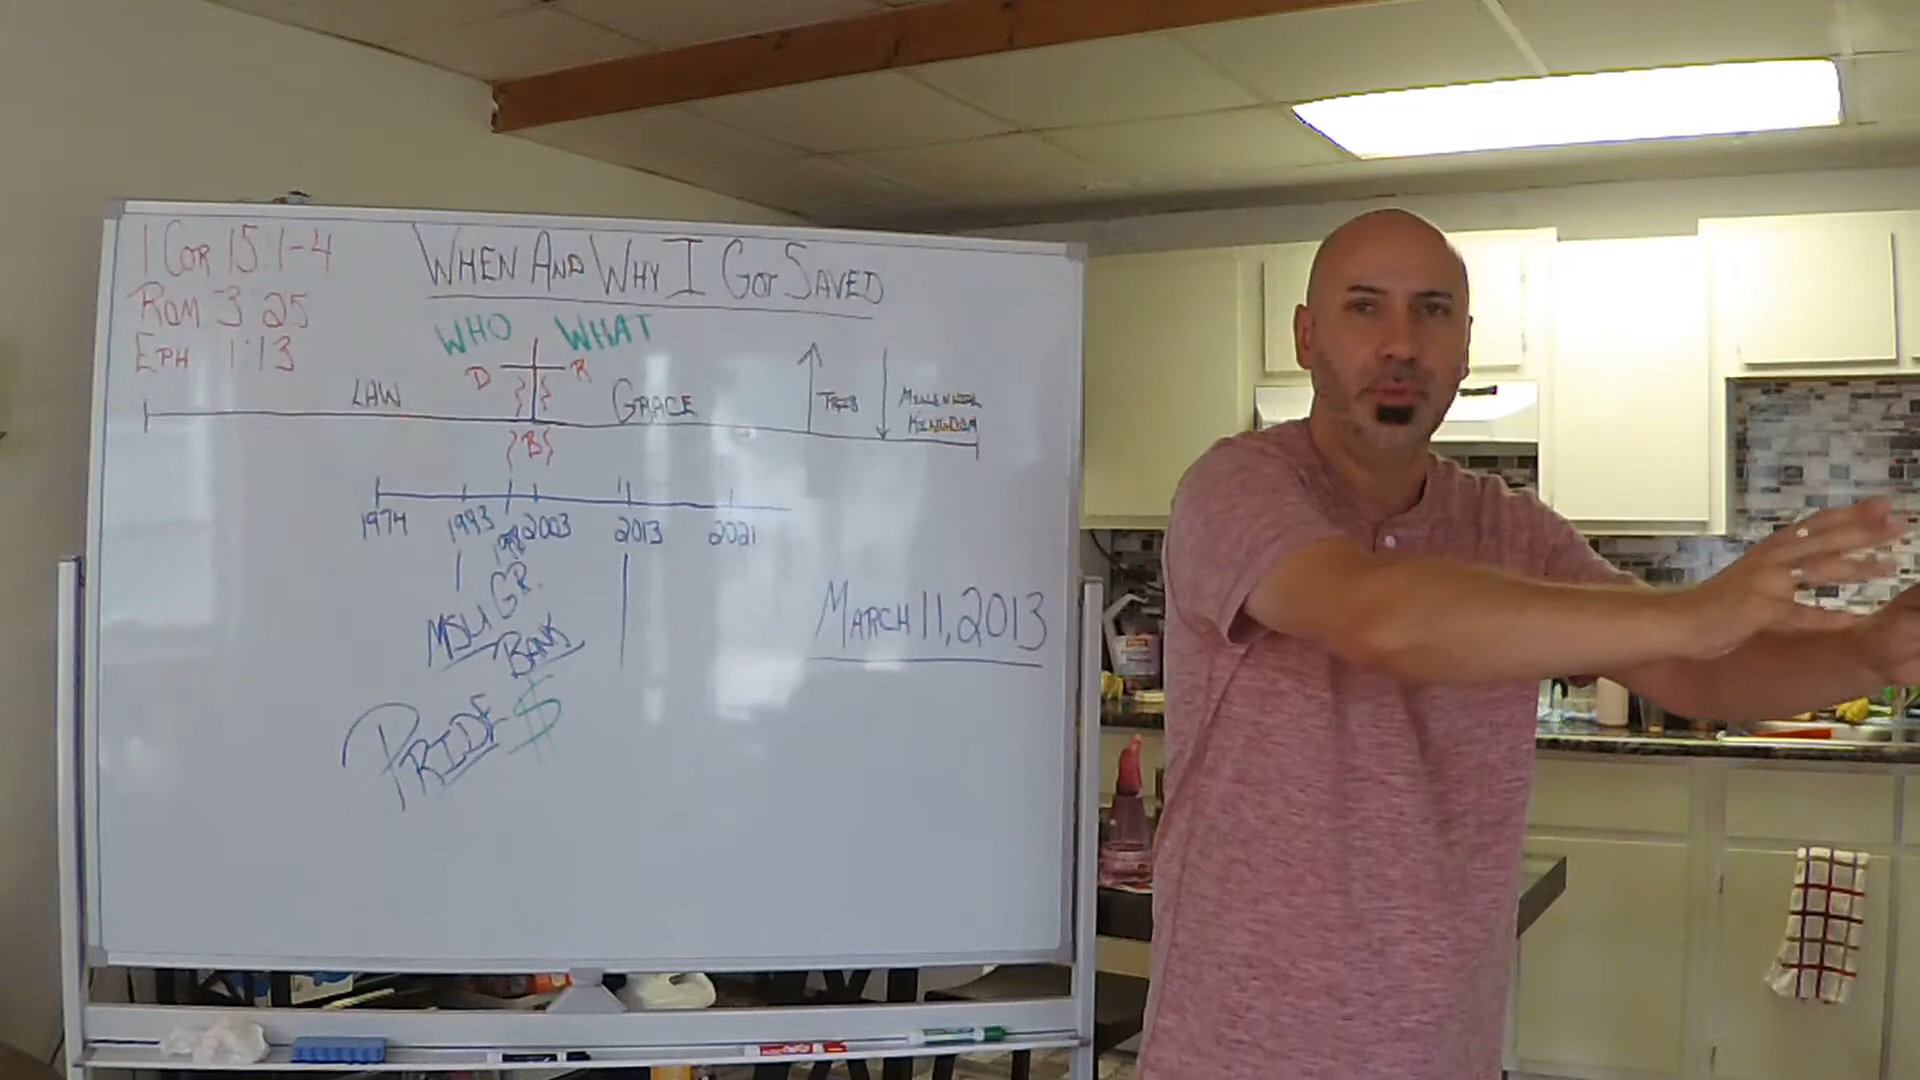 1 COR 15:1-4
ROM 3:25
EPH 1:13
WHEN AND WHY I GOT SAVED
WHO WHAT
D R
LAW GRACE TRIB MILLENNIAL
KINGDOM
B
1974 1993 1998 2003 2013 2021
MSU GR.
BANK
PRIDE $
MARCH 11, 2013